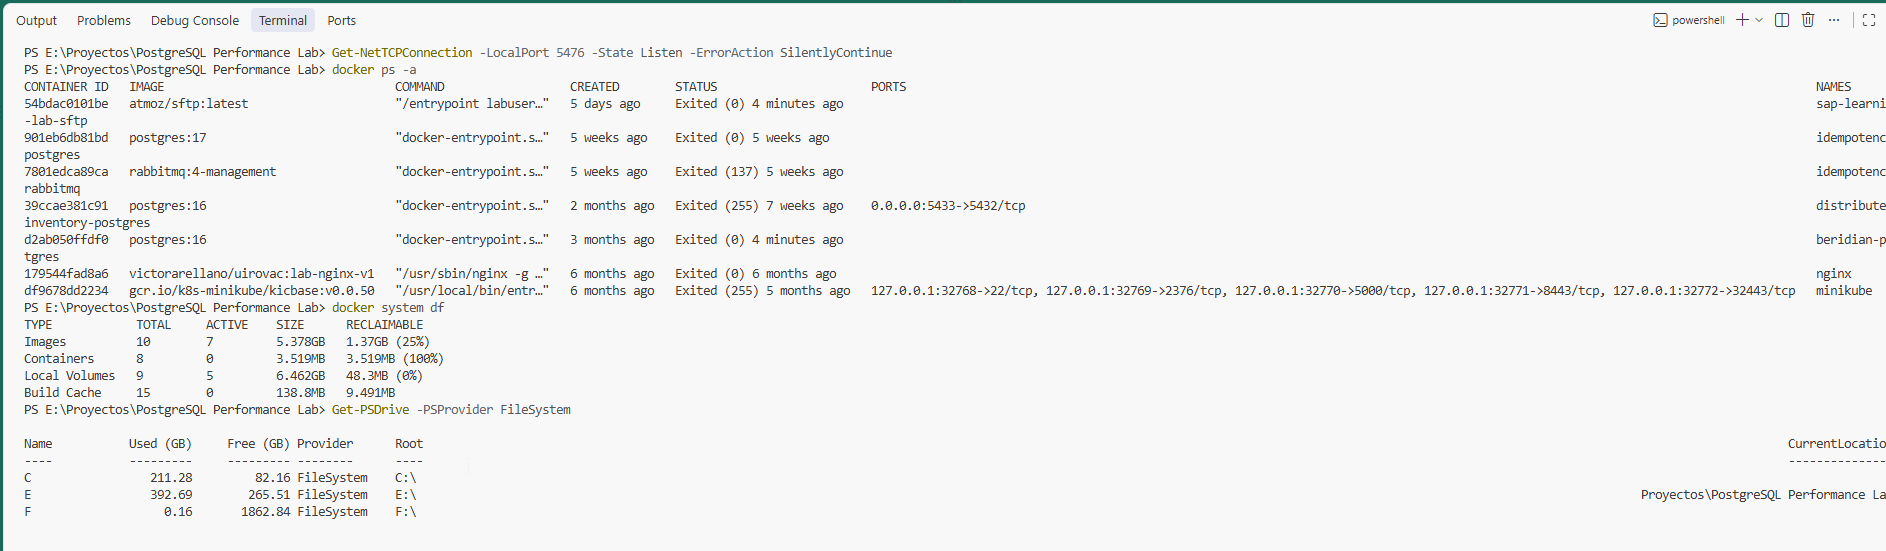 Output Problems Debug Console Terminal Ports powershell
PS E:\Proyectos\PostgreSQL Performance Lab> Get-NetTCPConnection -LocalPort 5476 -State Listen -ErrorAction SilentlyContinue
PS E:\Proyectos\PostgreSQL Performance Lab> docker ps -a
CONTAINER ID IMAGE COMMAND CREATED STATUS PORTS NAMES
54bdac0101be atmoz/sftp:latest "/entrypoint labuser…" 5 days ago Exited (0) 4 minutes ago sap-learni
-lab-sftp
901eb6db81bd postgres:17 "docker-entrypoint.s…" 5 weeks ago Exited (0) 5 weeks ago idempotenc
postgres
7801edca89ca rabbitmq:4-management "docker-entrypoint.s…" 5 weeks ago Exited (137) 5 weeks ago idempotenc
rabbitmq
39ccae381c91 postgres:16 "docker-entrypoint.s…" 2 months ago Exited (255) 7 weeks ago 0.0.0.0:5433->5432/tcp distribute
inventory-postgres
d2ab050ffdf0 postgres:16 "docker-entrypoint.s…" 3 months ago Exited (0) 4 minutes ago beridian-p
tgres
179544fad8a6 victorarellano/uirovac:lab-nginx-v1 "/usr/sbin/nginx -g …" 6 months ago Exited (0) 6 months ago nginx
df9678dd2234 gcr.io/k8s-minikube/kicbase:v0.0.50 "/usr/local/bin/entr…" 6 months ago Exited (255) 5 months ago 127.0.0.1:32768->22/tcp, 127.0.0.1:32769->2376/tcp, 127.0.0.1:32770->5000/tcp, 127.0.0.1:32771->8443/tcp, 127.0.0.1:32772->32443/tcp minikube
PS E:\Proyectos\PostgreSQL Performance Lab> docker system df
TYPE TOTAL ACTIVE SIZE RECLAIMABLE
Images 10 7 5.378GB 1.37GB (25%)
Containers 8 0 3.519MB 3.519MB (100%)
Local Volumes 9 5 6.462GB 48.3MB (0%)
Build Cache 15 0 138.8MB 9.491MB
PS E:\Proyectos\PostgreSQL Performance Lab> Get-PSDrive -PSProvider FileSystem
Name Used (GB) Free (GB) Provider Root CurrentLocatio
---- --------- --------- -------- ---- --------------
C 211.28 82.16 FileSystem C:\
E 392.69 265.51 FileSystem E:\ Proyectos\PostgreSQL Performance La
F 0.16 1862.84 FileSystem F:\